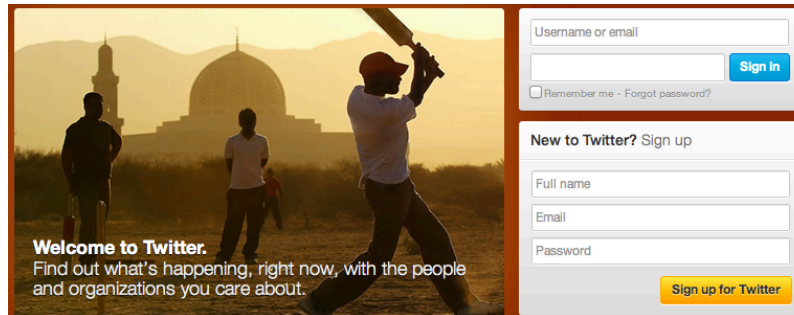 Welcome to Twitter.
Find out what's happening, right now, with the people
and organizations you care about.
Username or email
Sign in
Remember me - Forgot password?
New to Twitter? Sign up
Full name
Email
Password
Sign up for Twitter